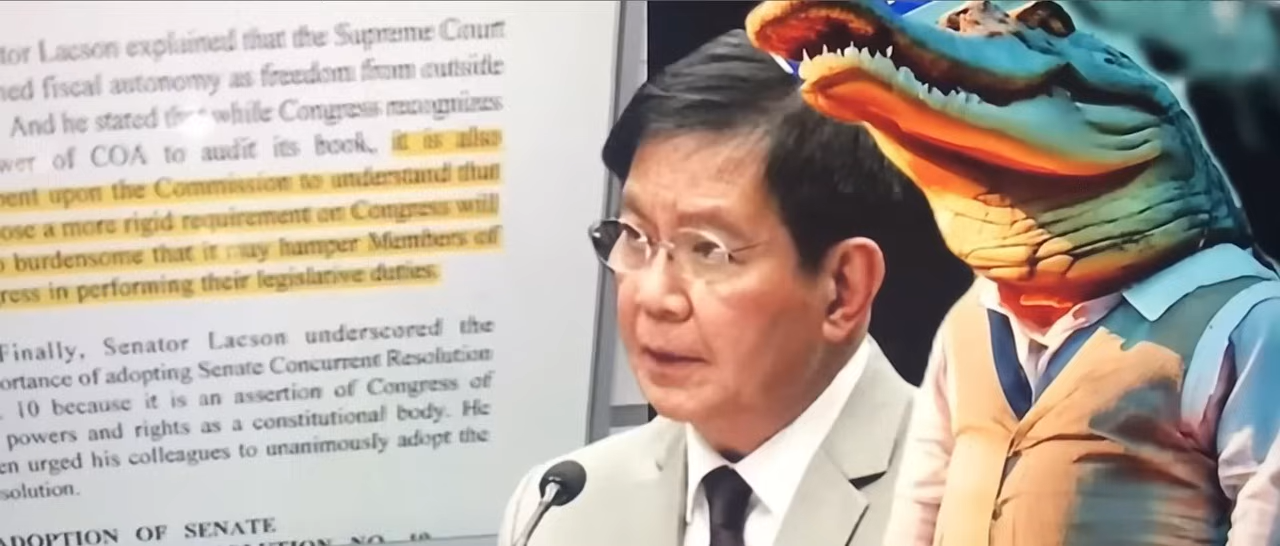 tor Lacson explained that the Supreme Court
ned fiscal autonomy as freedom from outside
And he stated that while Congress recognizes
wer of COA to audit its book, it is also
bent upon the Commission to understand that
ose a more rigid requirement on Congress will
o burdensome that it may hamper Members of
ress in performing their legislative duties.
Finally, Senator Lacson underscored the
ortance of adopting Senate Concurrent Resolution
. 10 because it is an assertion of Congress of
powers and rights as a constitutional body. He
en urged his colleagues to unanimously adopt the
solution.
ADOPTION OF SENATE
OLUTION NO. 10